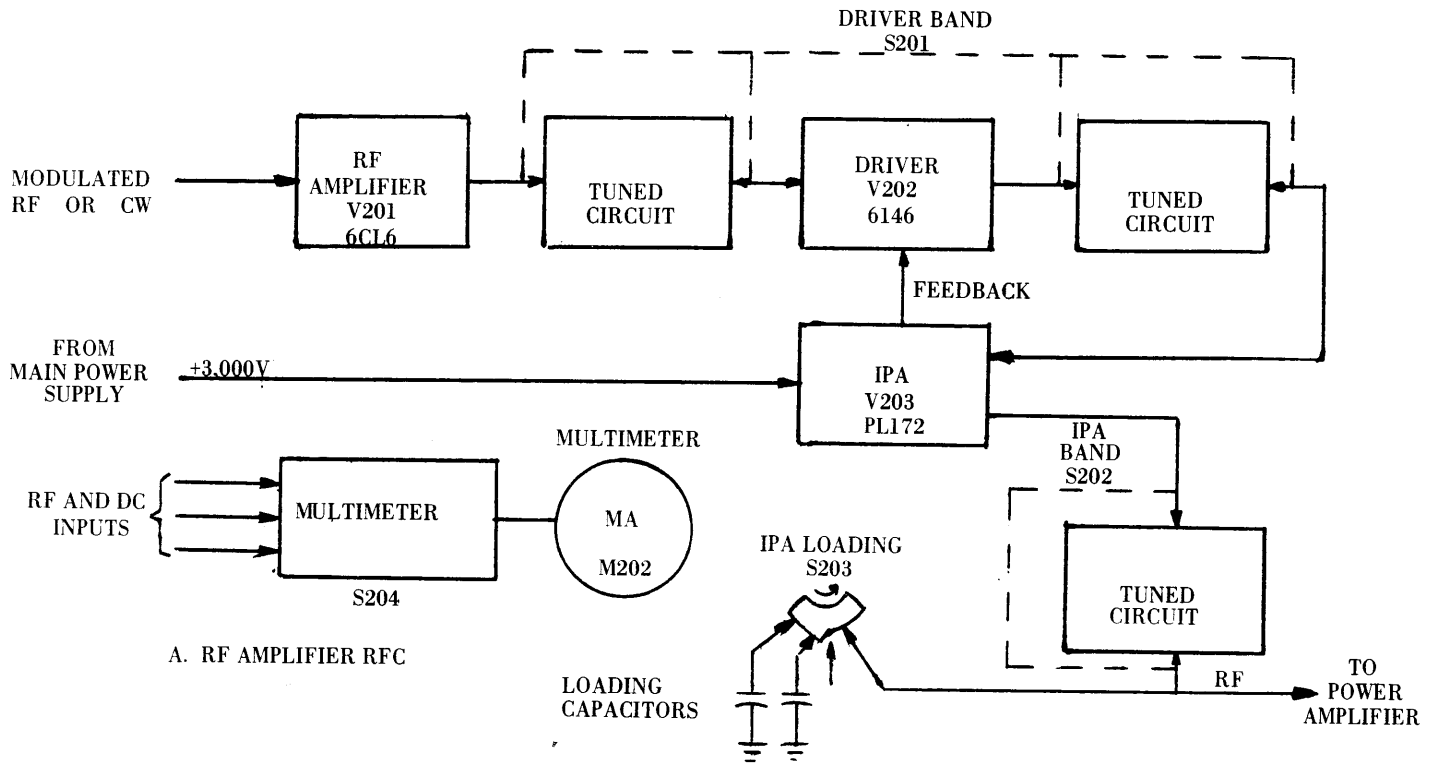 DRIVER BAND
S201
MODULATED
RF OR CW
RF
AMPLIFIER
V201
6CL6
TUNED
CIRCUIT
DRIVER
V202
6146
TUNED
CIRCUIT
FEEDBACK
FROM
MAIN POWER
SUPPLY
+3,000V
IPA
V203
PL172
IPA
BAND
S202
RF AND DC
INPUTS
MULTIMETER
S204
MULTIMETER
MA
M202
IPA LOADING
S203
TUNED
CIRCUIT
A. RF AMPLIFIER RFC
LOADING
CAPACITORS
RF
TO
POWER
AMPLIFIER